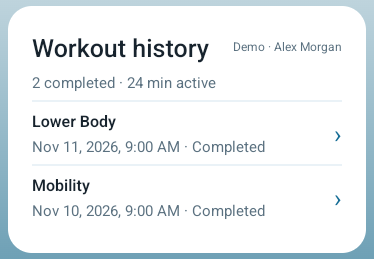 Workout history
Demo · Alex Morgan
2 completed · 24 min active
Lower Body
Nov 11, 2026, 9:00 AM · Completed
›
Mobility
Nov 10, 2026, 9:00 AM · Completed
›